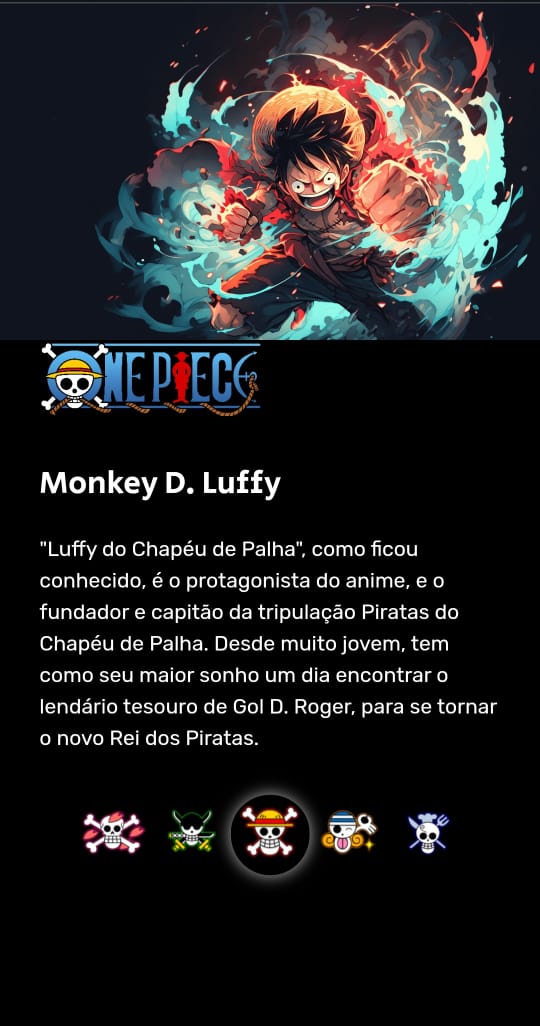 ONE PIECE
Monkey D. Luffy
"Luffy do Chapéu de Palha", como ficou
conhecido, é o protagonista do anime, e o
fundador e capitão da tripulação Piratas do
Chapéu de Palha. Desde muito jovem, tem
como seu maior sonho um dia encontrar o
lendário tesouro de Gol D. Roger, para se tornar
o novo Rei dos Piratas.